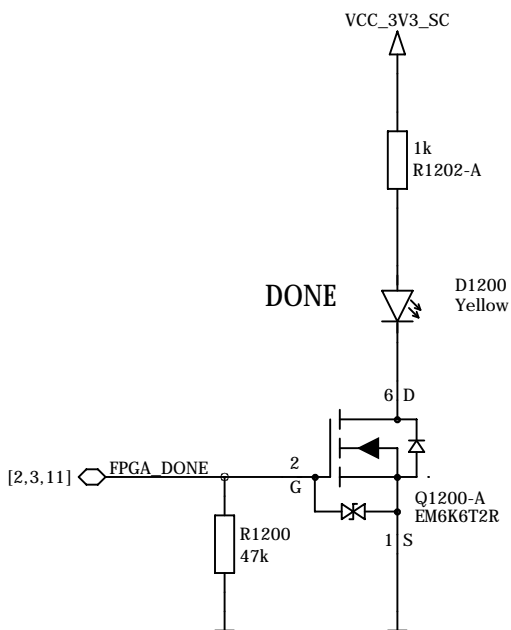 VCC_3V3_SC
1k
R1202-A
DONE
D1200
Yellow
6 D
[2,3,11] FPGA_DONE
2
G
Q1200-A
EM6K6T2R
R1200
47k
1 S